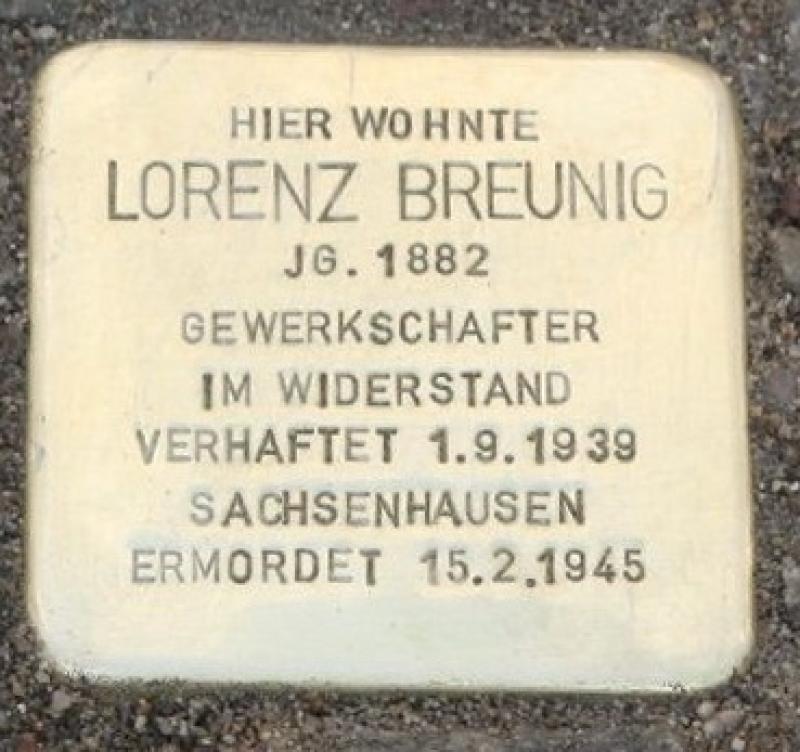 HIER WOHNTE
LORENZ BREUNIG
JG. 1882
GEWERKSCHAFTER
IM WIDERSTAND
VERHAFTET 1.9.1939
SACHSENHAUSEN
ERMORDET 15.2.1945